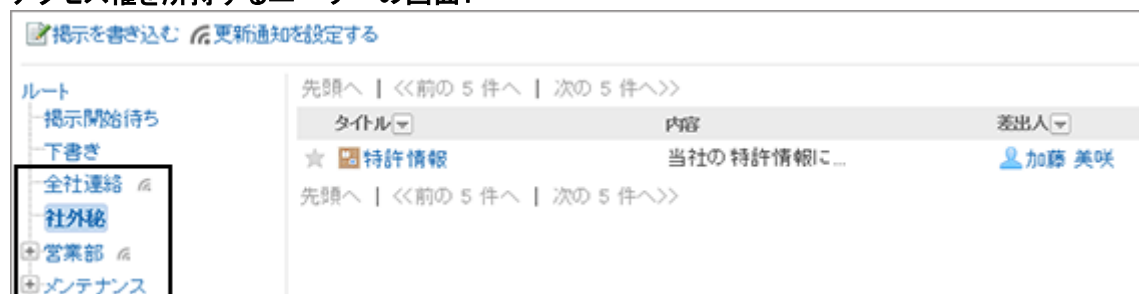 アクセス権を所持するユーザーの画面：
掲示を書き込む 更新通知を設定する
ルート
掲示開始待ち
下書き
全社連絡
社外秘
営業部
メンテナンス
先頭へ | <<前の 5 件へ | 次の 5 件へ>>
タイトル 内容 差出人
特許情報 当社の特許情報に... 加藤 美咲
先頭へ | <<前の 5 件へ | 次の 5 件へ>>